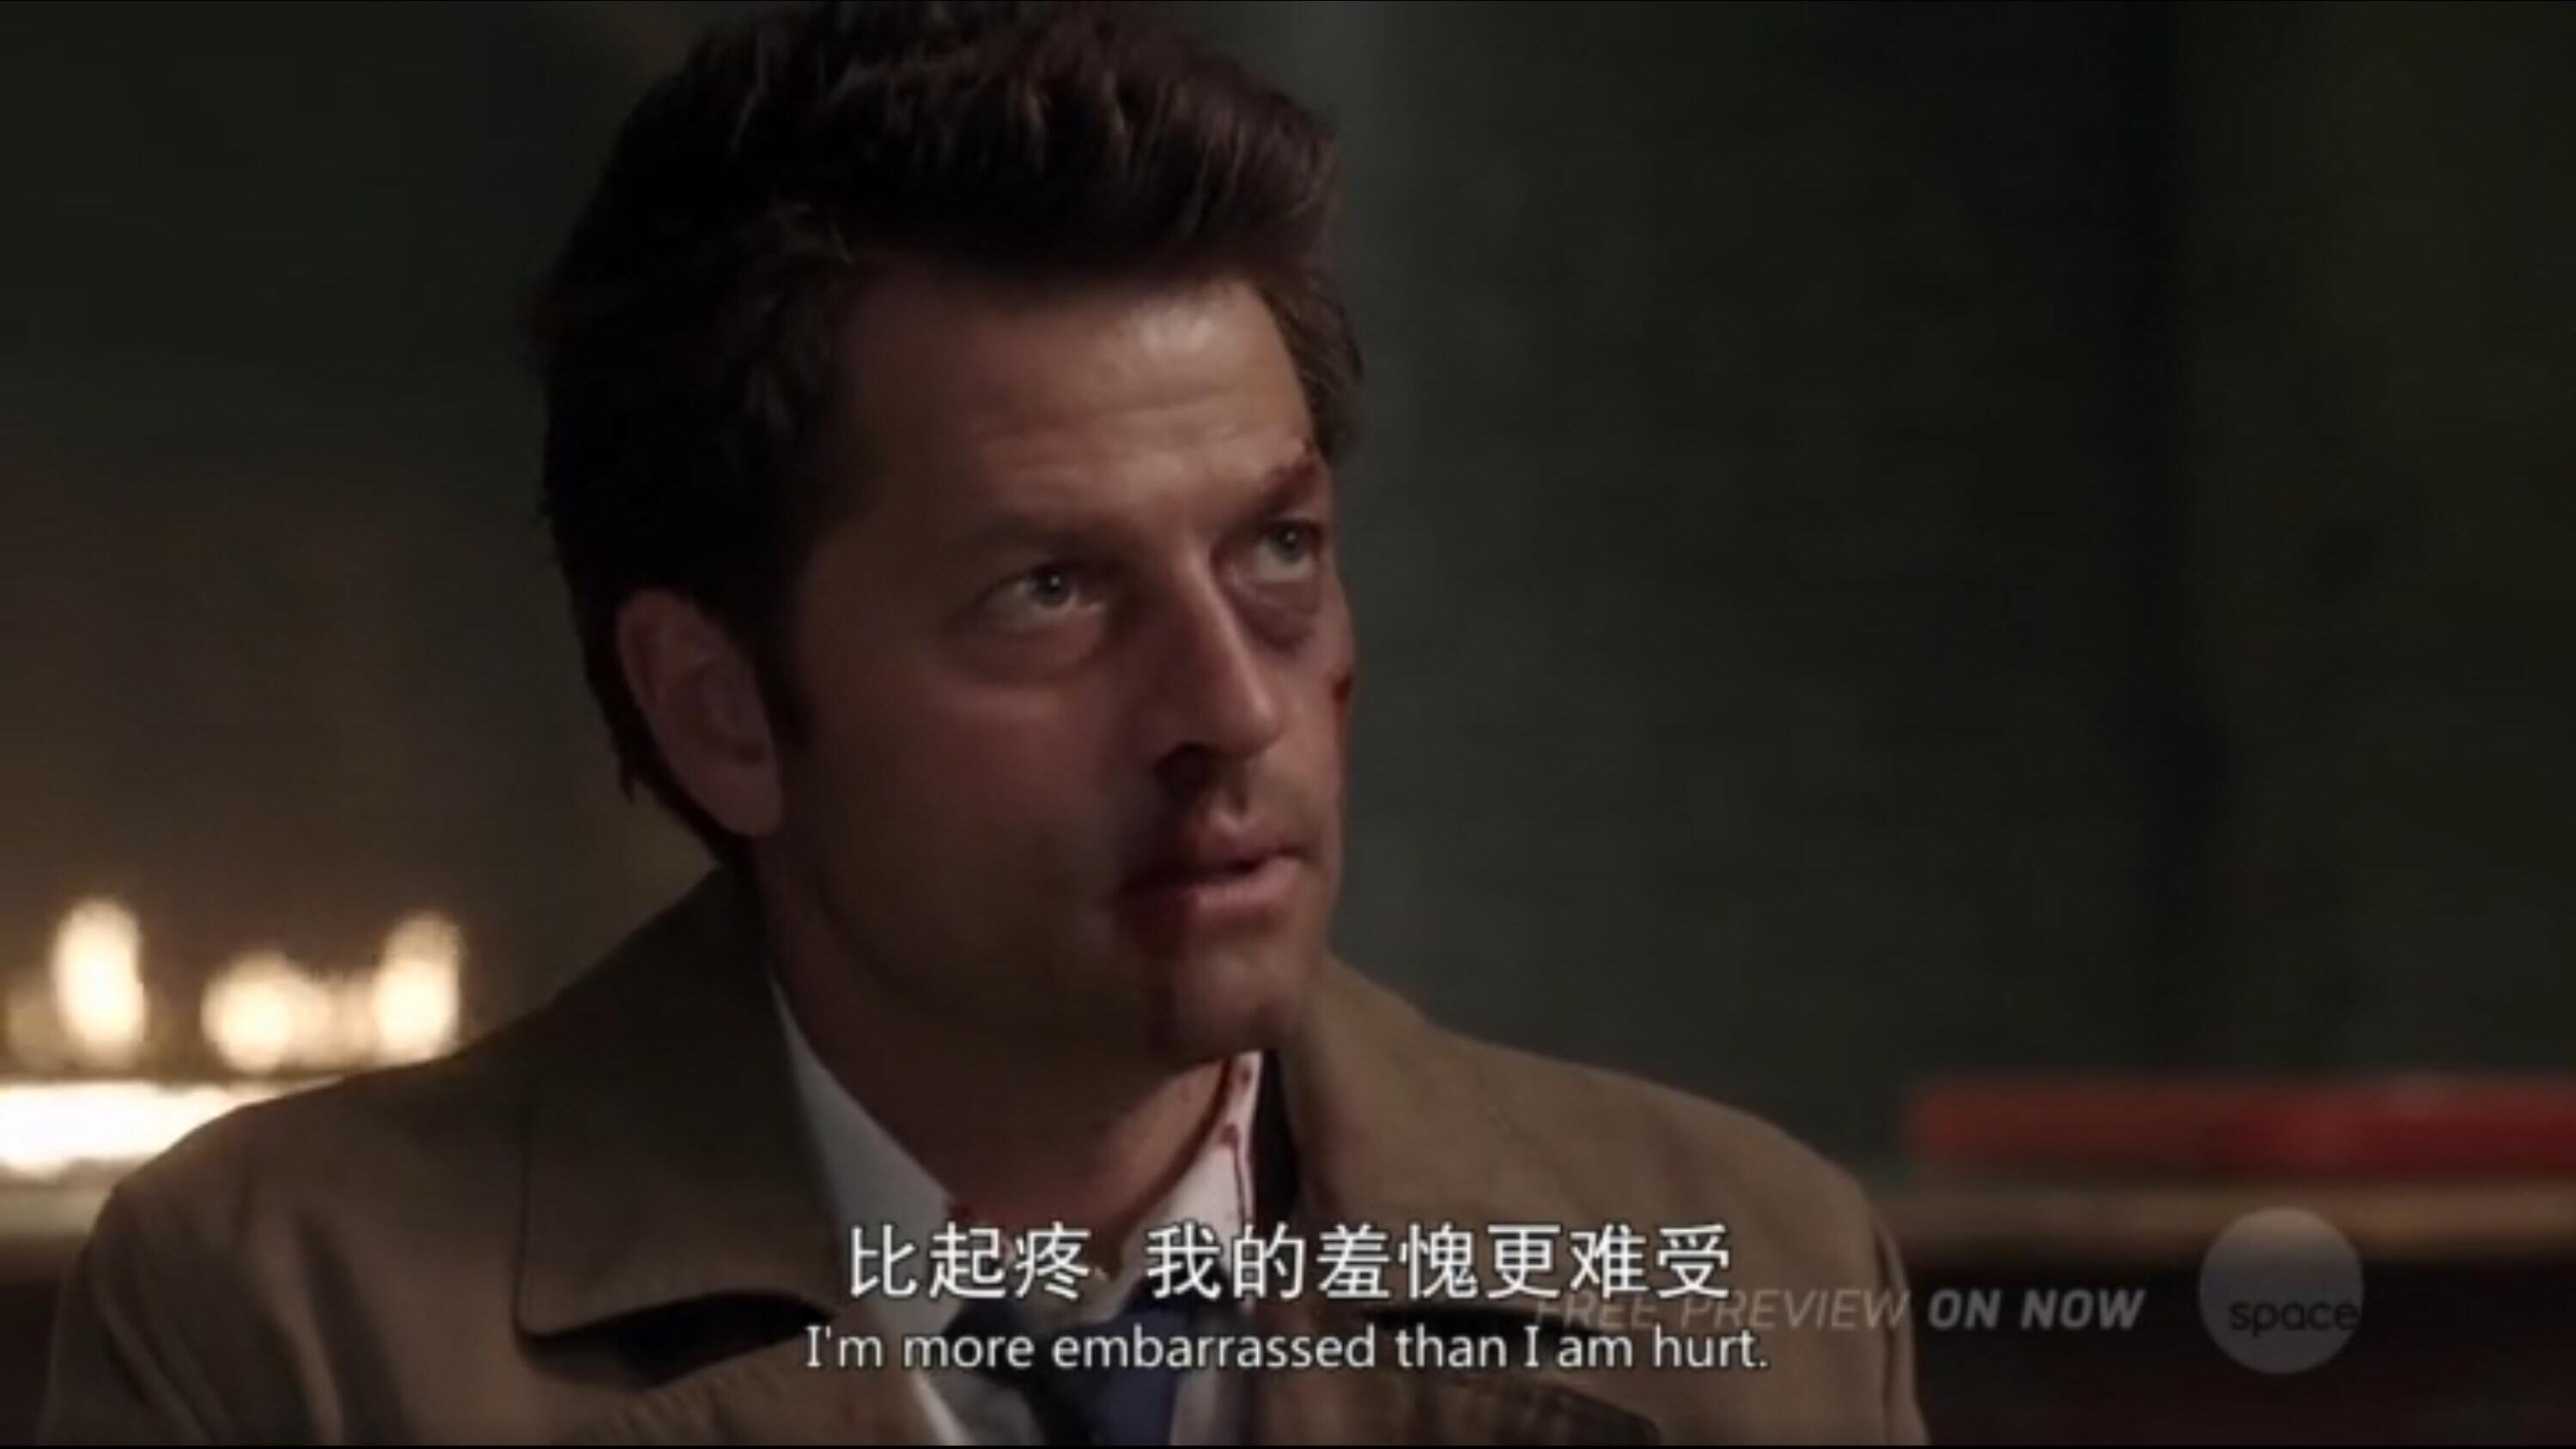 比起疼 我的羞愧更难受
FREE PREVIEW ON NOW
space
I'm more embarrassed than I am hurt.